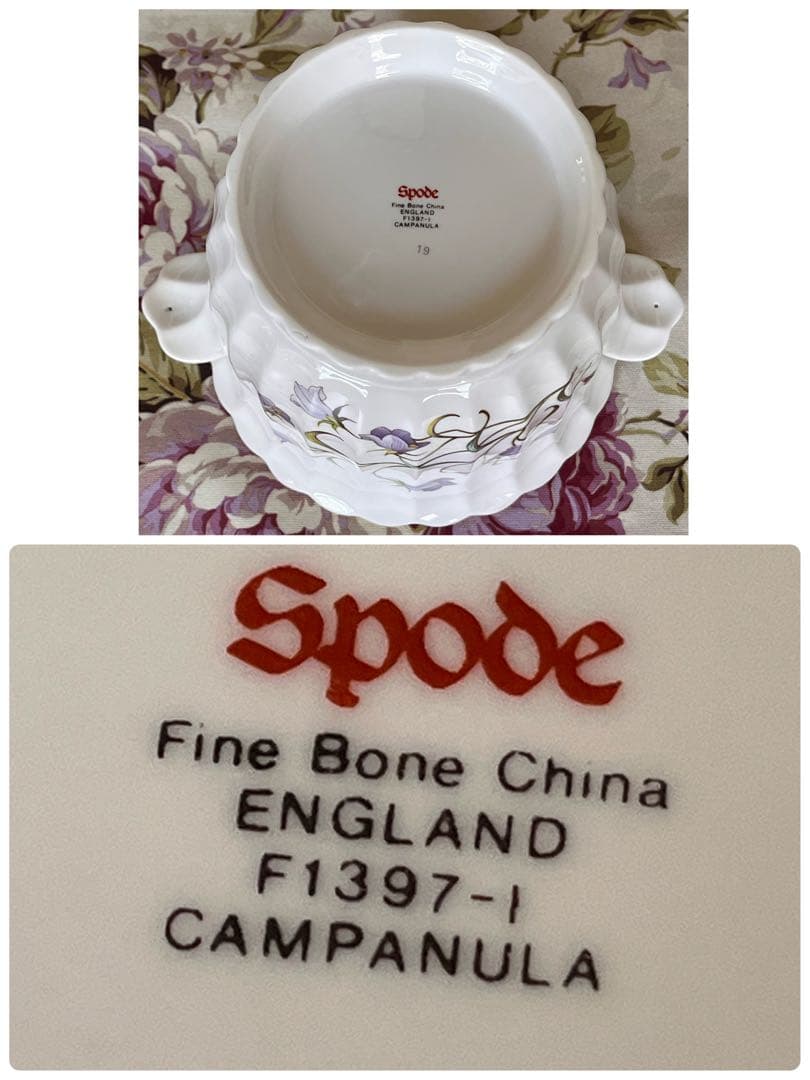 Spode
Fine Bone China
ENGLAND
F1397-1
CAMPANULA
19
Spode
Fine Bone China
ENGLAND
F1397-1
CAMPANULA